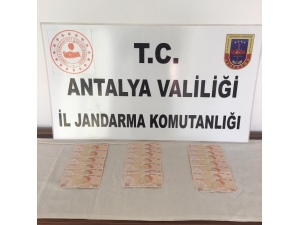 T.C.
ANTALYA VALİLİĞİ
İL JANDARMA KOMUTANLIĞI